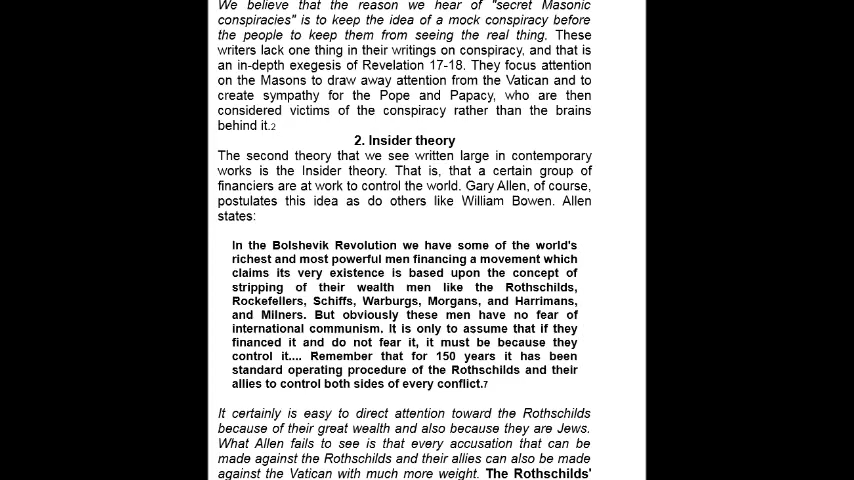 We believe that the reason we hear of "secret Masonic
conspiracies" is to keep the idea of a mock conspiracy before
the people to keep them from seeing the real thing. These
writers lack one thing in their writings on conspiracy, and that is
an in-depth exegesis of Revelation 17-18. They focus attention
on the Masons to draw away attention from the Vatican and to
create sympathy for the Pope and Papacy, who are then
considered victims of the conspiracy rather than the brains
behind it.2
2. Insider theory
The second theory that we see written large in contemporary
works is the Insider theory. That is, that a certain group of
financiers are at work to control the world. Gary Allen, of course,
postulates this idea as do others like William Bowen. Allen
states:
In the Bolshevik Revolution we have some of the world's
richest and most powerful men financing a movement which
claims its very existence is based upon the concept of
stripping of their wealth men like the Rothschilds,
Rockefellers, Schiffs, Warburgs, Morgans, and Harrimans,
and Milners. But obviously these men have no fear of
international communism. It is only to assume that if they
financed it and do not fear it, it must be because they
control it.... Remember that for 150 years it has been
standard operating procedure of the Rothschilds and their
allies to control both sides of every conflict.7
It certainly is easy to direct attention toward the Rothschilds
because of their great wealth and also because they are Jews.
What Allen fails to see is that every accusation that can be
made against the Rothschilds and their allies can also be made
against the Vatican with much more weight. The Rothschilds'